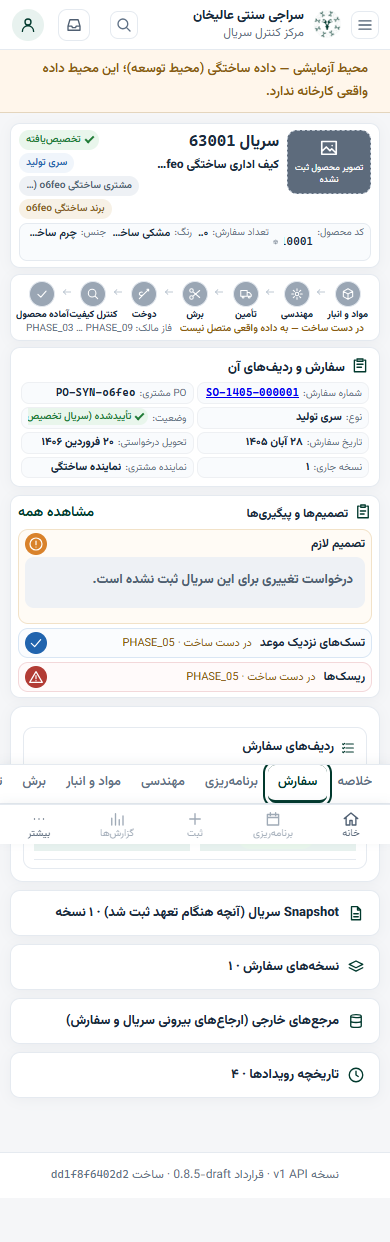 سراجی سنتی عالیخان
مرکز کنترل سریال
محیط آزمایشی — داده ساختگی (محیط توسعه)؛ این محیط داده
واقعی کارخانه ندارد.
تصویر محصول ثبت
نشده
سریال 63001
کیف اداری ساختگی feo...
تخصیص‌یافته
سری تولید
مشتری ساختگی o6feo (...
برند ساختگی o6feo
کد محصول: .0001
تعداد سفارش: ۰..
رنگ: مشکی ساخ...
جنس: چرم ساخ...
مواد و انبار
مهندسی
تأمین
برش
دوخت
کنترل کیفیت
آماده محصول
در دست ساخت — به داده واقعی متصل نیست
فاز مالک: PHASE_03 … PHASE_09
سفارش و ردیف‌های آن
شماره سفارش: SO-1405-000001
PO مشتری: PO-SYN-o6feo
نوع: سری تولید
وضعیت: تأییدشده (سریال تخصیص
تاریخ سفارش: ۲۸ آبان ۱۴۰۵
تحویل درخواستی: ۲۰ فروردین ۱۴۰۶
نسخه جاری: ۱
نماینده مشتری: نماینده ساختگی
تصمیم‌ها و پیگیری‌ها
مشاهده همه
تصمیم لازم
درخواست تغییری برای این سریال ثبت نشده است.
تسک‌های نزدیک موعد در دست ساخت · PHASE_05
ریسک‌ها در دست ساخت · PHASE_05
ردیف‌های سفارش
خلاصه
سفارش
برنامه‌ریزی
مهندسی
مواد و انبار
برش
خانه
برنامه‌ریزی
ثبت
گزارش‌ها
بیشتر
Snapshot سریال (آنچه هنگام تعهد ثبت شد) · ۱ نسخه
نسخه‌های سفارش · ۱
مرجع‌های خارجی (ارجاع‌های بیرونی سریال و سفارش)
تاریخچه رویدادها · ۴
نسخه API v1 · قرارداد 0.8.5-draft · ساخت dd1f8f6402d2